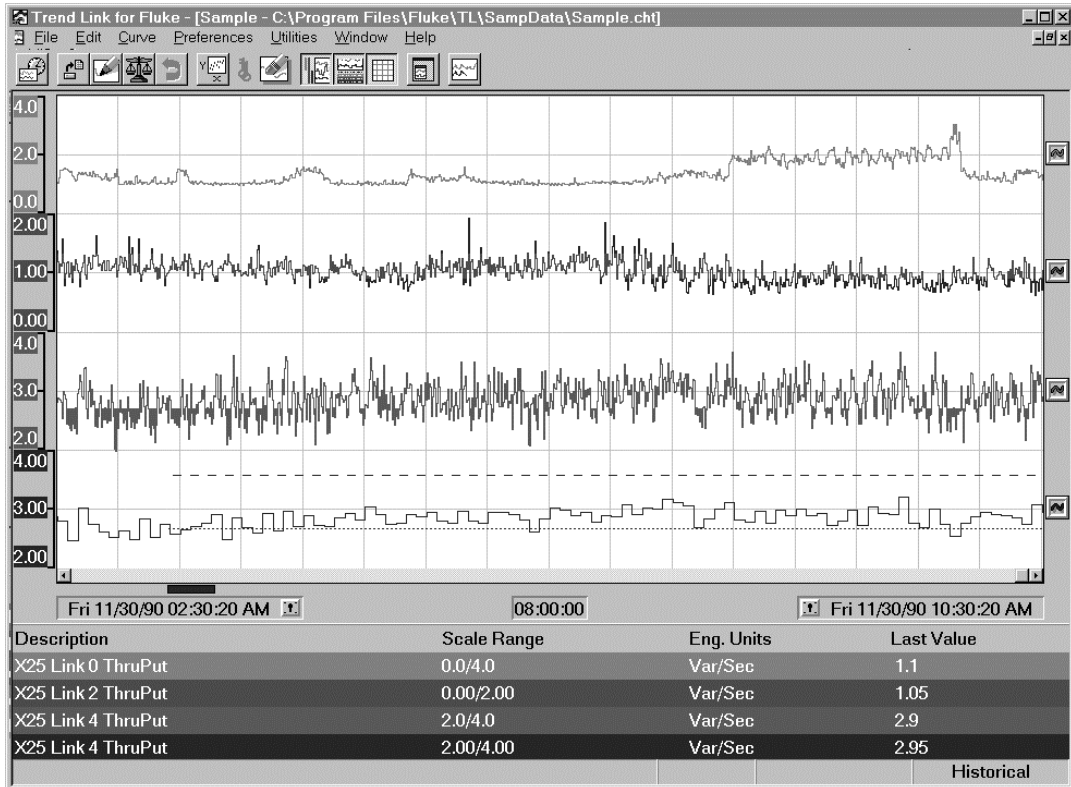 Trend Link for Fluke - [Sample - C:\Program Files\Fluke\TL\SampData\Sample.cht]
File Edit Curve Preferences Utilities Window Help
4.0
2.0
0.0
2.00
1.00
0.00
4.0
3.0
2.0
4.00
3.00
2.00
Fri 11/30/90 02:30:20 AM 08:00:00 Fri 11/30/90 10:30:20 AM
Description Scale Range Eng. Units Last Value
X25 Link 0 ThruPut 0.0/4.0 Var/Sec 1.1
X25 Link 2 ThruPut 0.00/2.00 Var/Sec 1.05
X25 Link 4 ThruPut 2.0/4.0 Var/Sec 2.9
X25 Link 4 ThruPut 2.00/4.00 Var/Sec 2.95
Historical